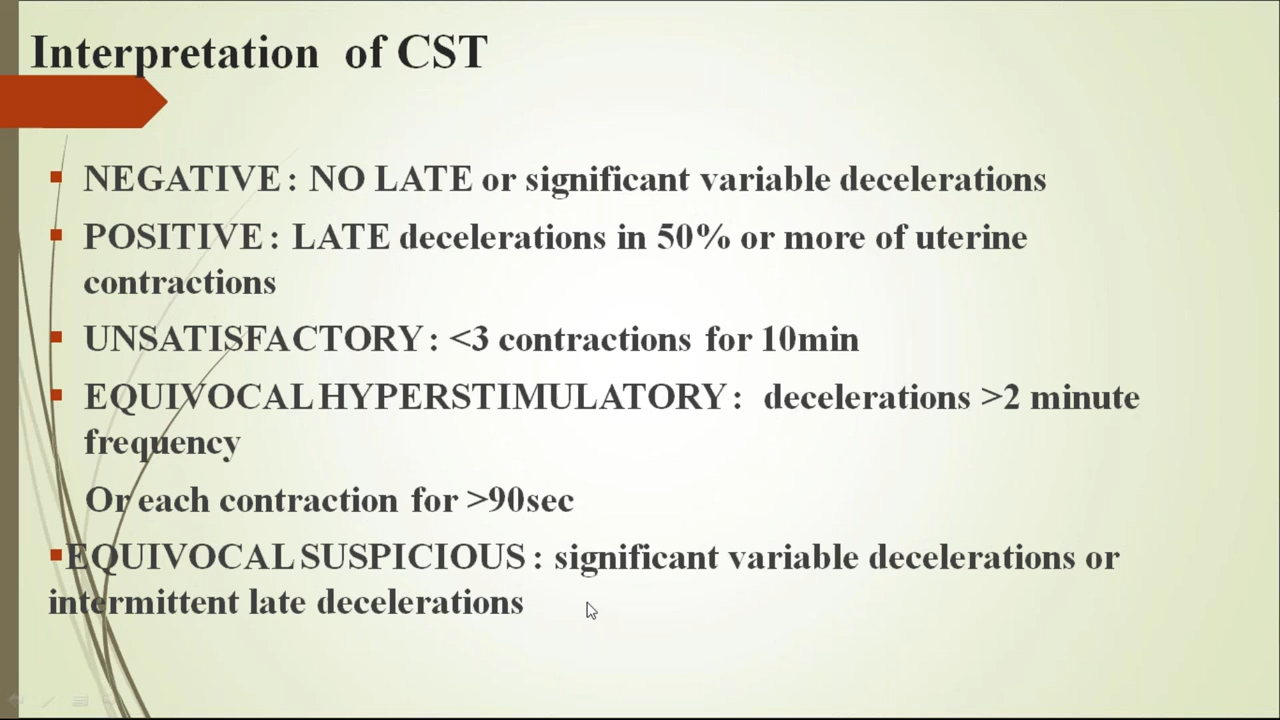 Interpretation of CST
NEGATIVE : NO LATE or significant variable decelerations
POSITIVE : LATE decelerations in 50% or more of uterine
contractions
UNSATISFACTORY : <3 contractions for 10min
EQUIVOCAL HYPERSTIMULATORY : decelerations >2 minute
frequency
Or each contraction for >90sec
EQUIVOCAL SUSPICIOUS : significant variable decelerations or
intermittent late decelerations